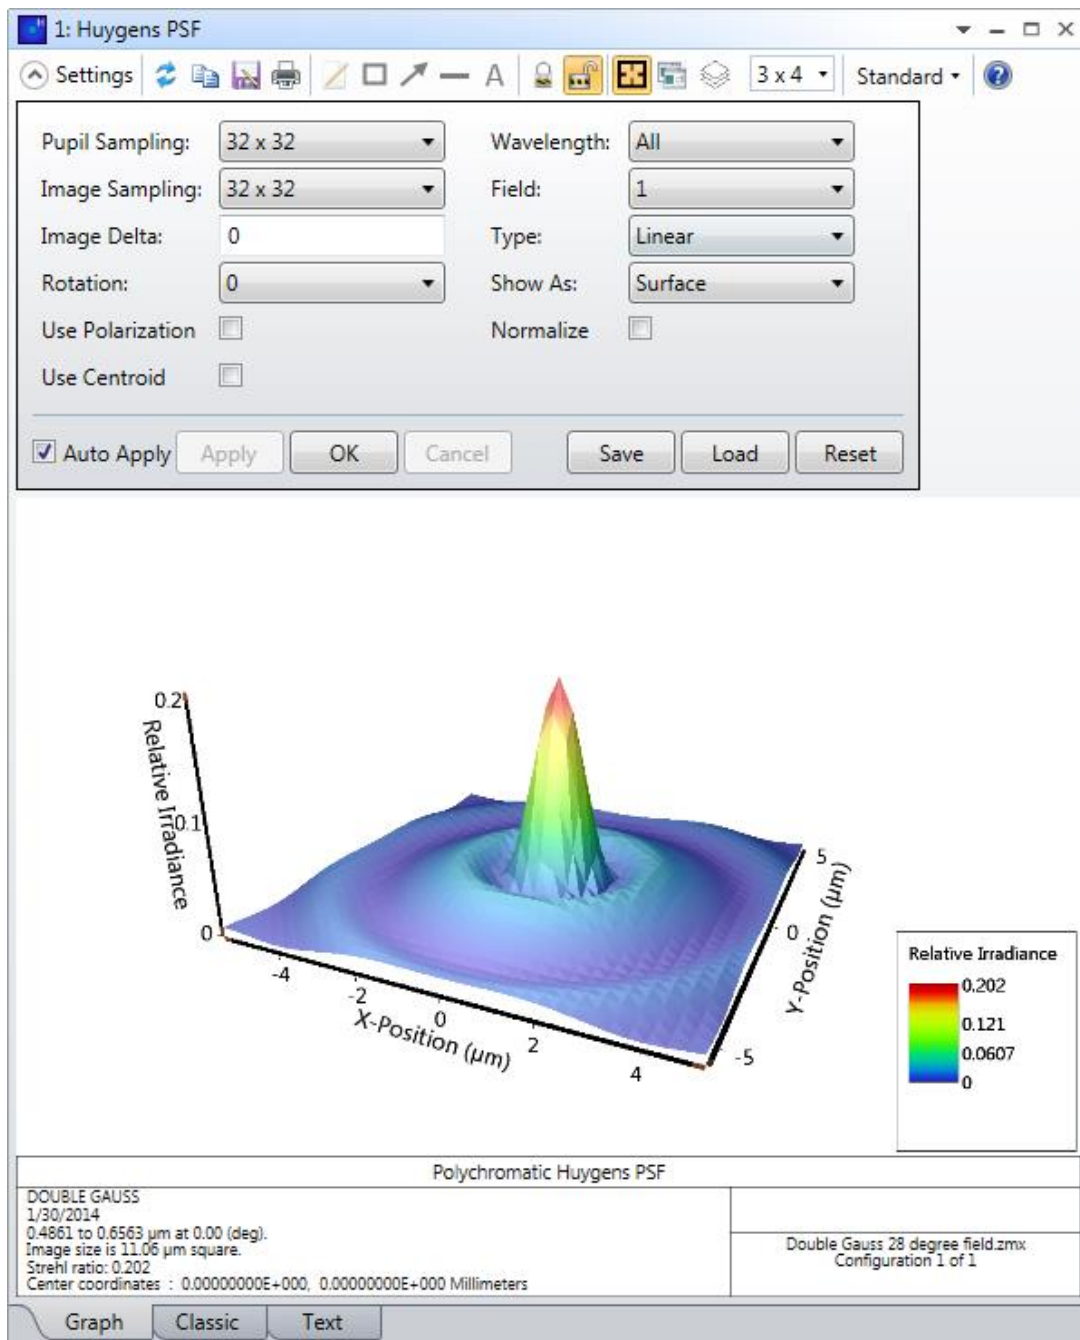 1: Huygens PSF
Settings
A
3 x 4
Standard
Pupil Sampling: 32 x 32 Wavelength: All
Image Sampling: 32 x 32 Field: 1
Image Delta: 0 Type: Linear
Rotation: 0 Show As: Surface
Use Polarization Normalize
Use Centroid
Auto Apply Apply OK Cancel Save Load Reset
0.2
0.1
0
Relative Irradiance
-4
-2
0
2
4
X-Position (µm)
5
0
-5
Y-Position (µm)
Relative Irradiance
0.202
0.121
0.0607
0
Polychromatic Huygens PSF
DOUBLE GAUSS
1/30/2014
0.4861 to 0.6563 µm at 0.00 (deg).
Image size is 11.06 µm square.
Strehl ratio: 0.202
Center coordinates : 0.00000000E+000, 0.00000000E+000 Millimeters
Double Gauss 28 degree field.zmx
Configuration 1 of 1
Graph Classic Text